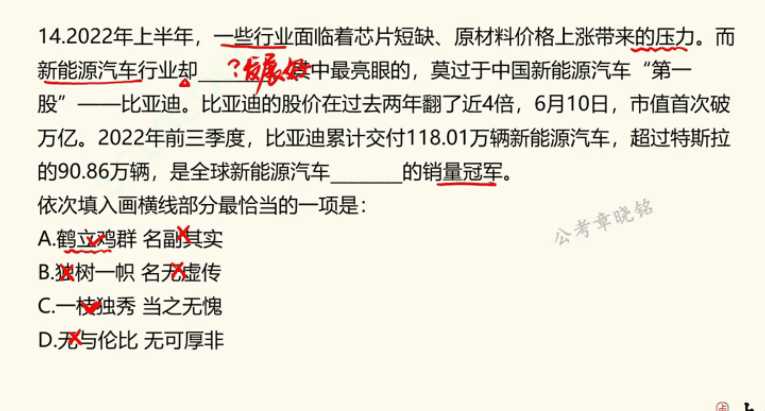 14.2022年上半年，一些行业面临着芯片短缺、原材料价格上涨带来的压力。而
新能源汽车行业却________？发展好其中最亮眼的，莫过于中国新能源汽车“第一
股”——比亚迪。比亚迪的股价在过去两年翻了近4倍，6月10日，市值首次破
万亿。2022年前三季度，比亚迪累计交付118.01万辆新能源汽车，超过特斯拉
的90.86万辆，是全球新能源汽车________的销量冠军。
依次填入画横线部分最恰当的一项是：
公考章晓铭
A.鹤立鸡群 名副其实
B.独树一帜 名无虚传
C.一枝独秀 当之无愧
D.无与伦比 无可厚非